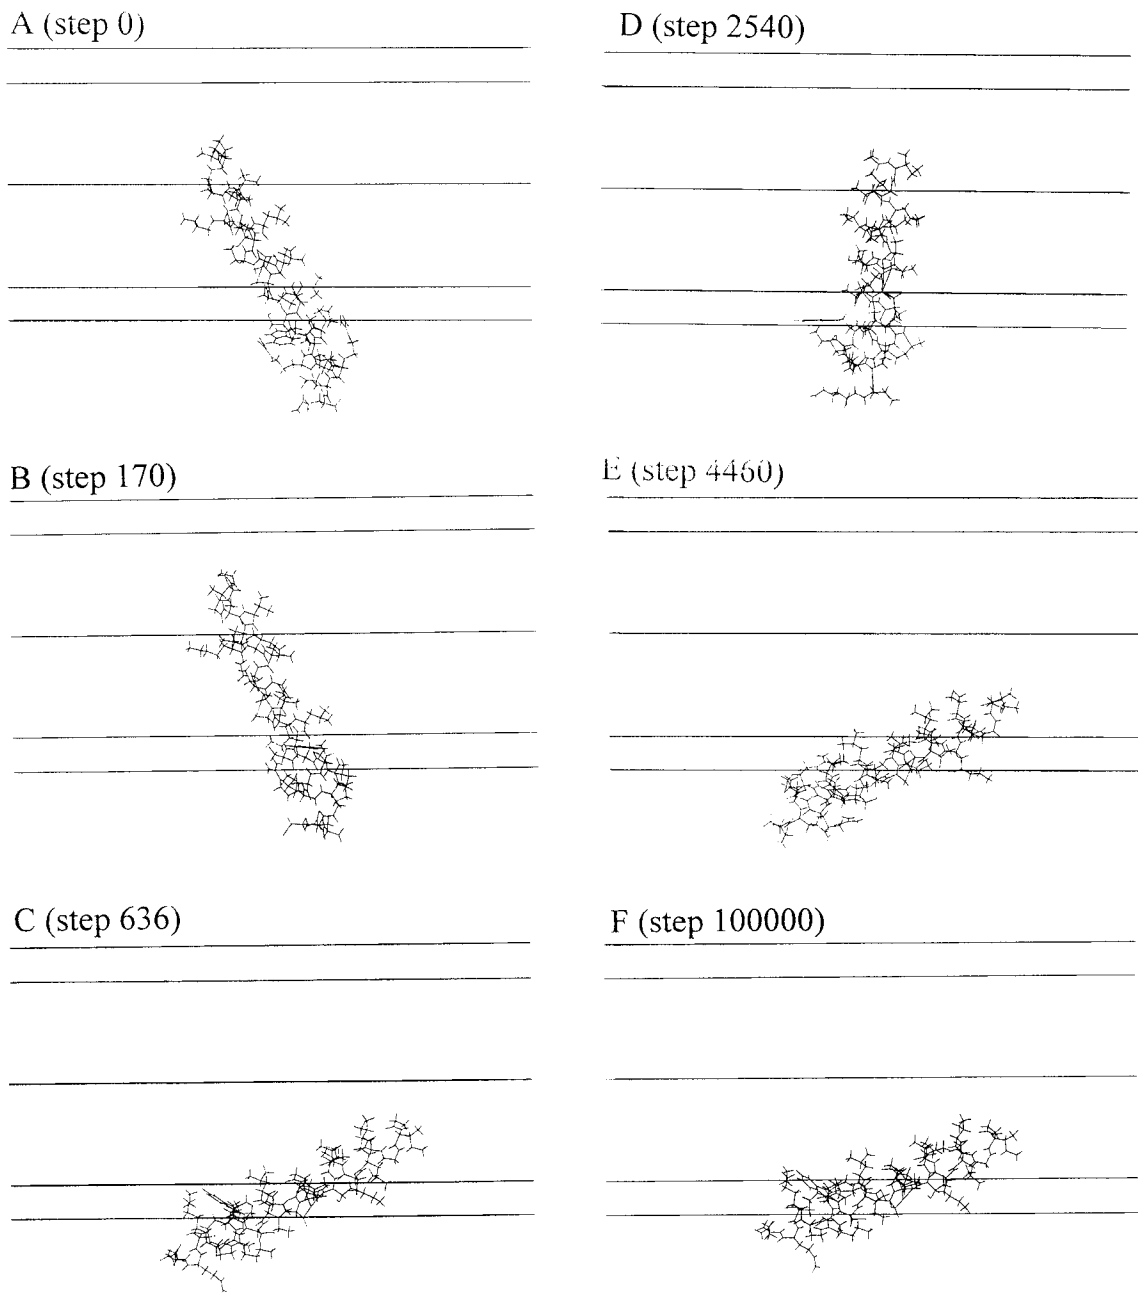 A (step 0)
D (step 2540)
B (step 170)
E (step 4460)
C (step 636)
F (step 100000)